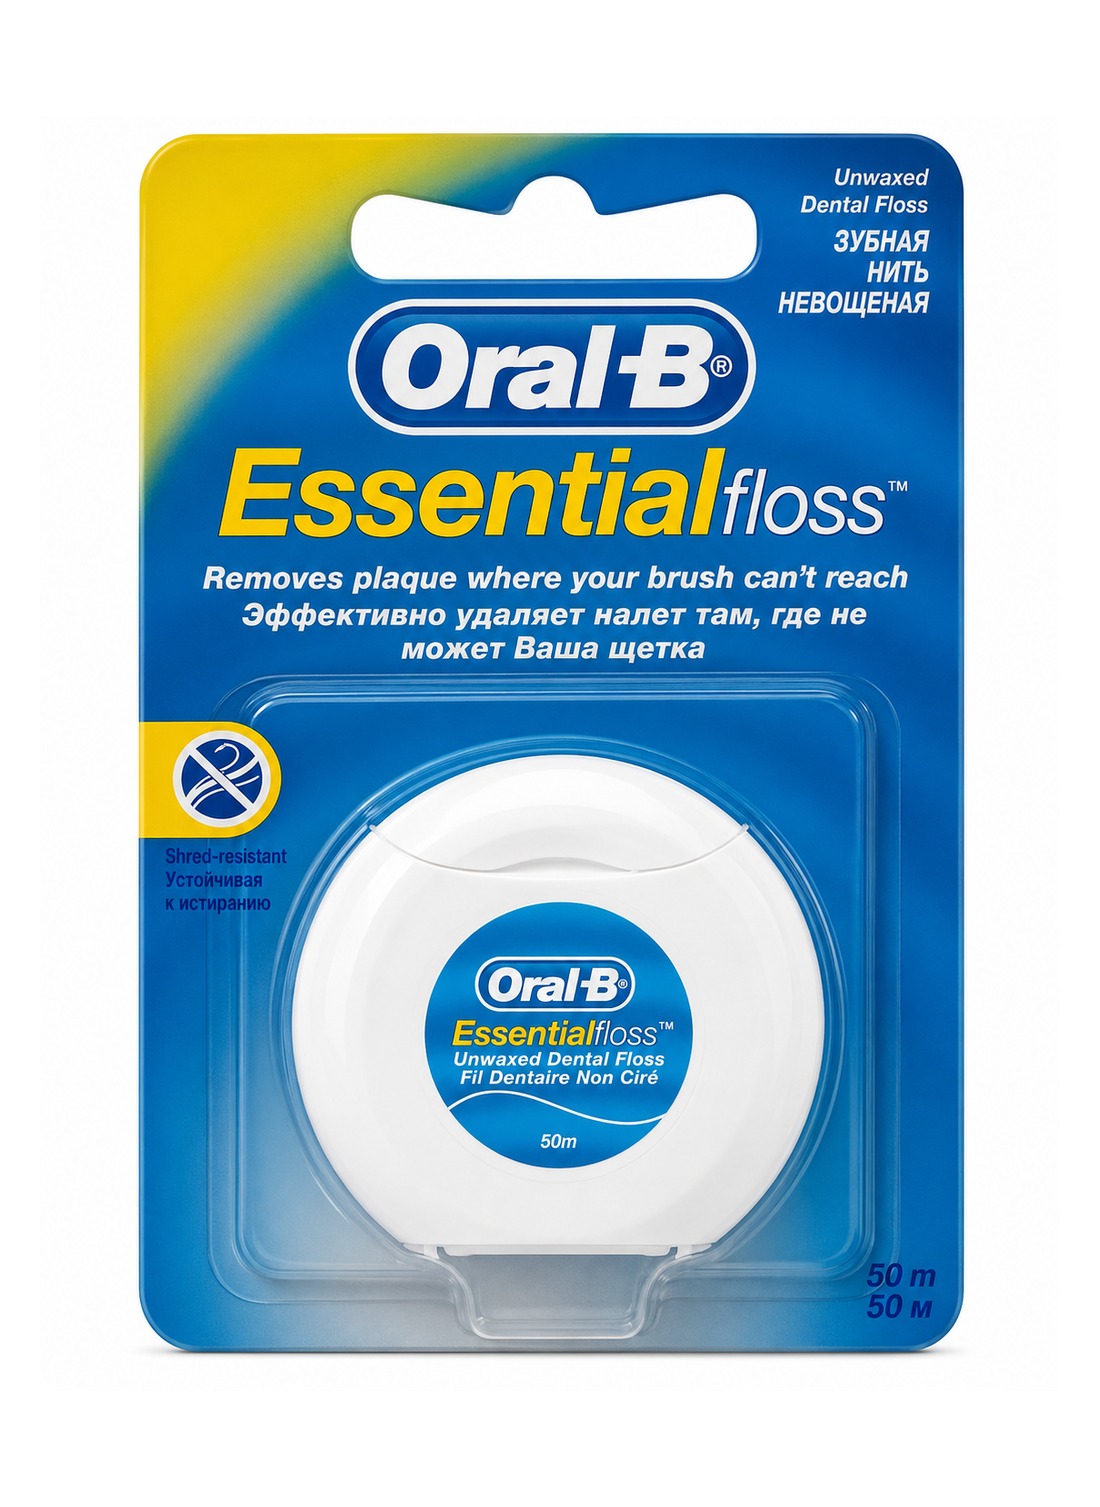 Unwaxed
Dental Floss
ЗУБНАЯ
НИТЬ
НЕВОЩЕНАЯ
Oral-B®
Essentialfloss™
Removes plaque where your brush can't reach
Эффективно удаляет налет там, где не
может Ваша щетка
Shred-resistant
Устойчивая
к истиранию
Oral-B®
Essentialfloss™
Unwaxed Dental Floss
Fil Dentaire Non Ciré
50m
50 m
50 м